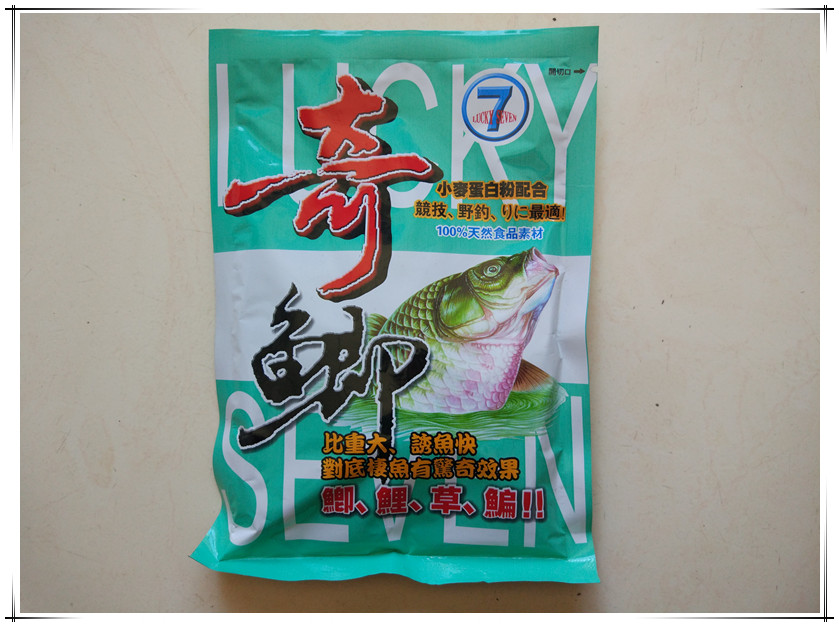 LUCKY
開切口
7
LUCKY SEVEN
奇鯽
小麥蛋白粉配合
競技、野釣、りに最適!
100%天然食品素材
SEVEN
比重大、誘魚快
對底棲魚有驚奇效果
鯽、鯉、草、鯿!!